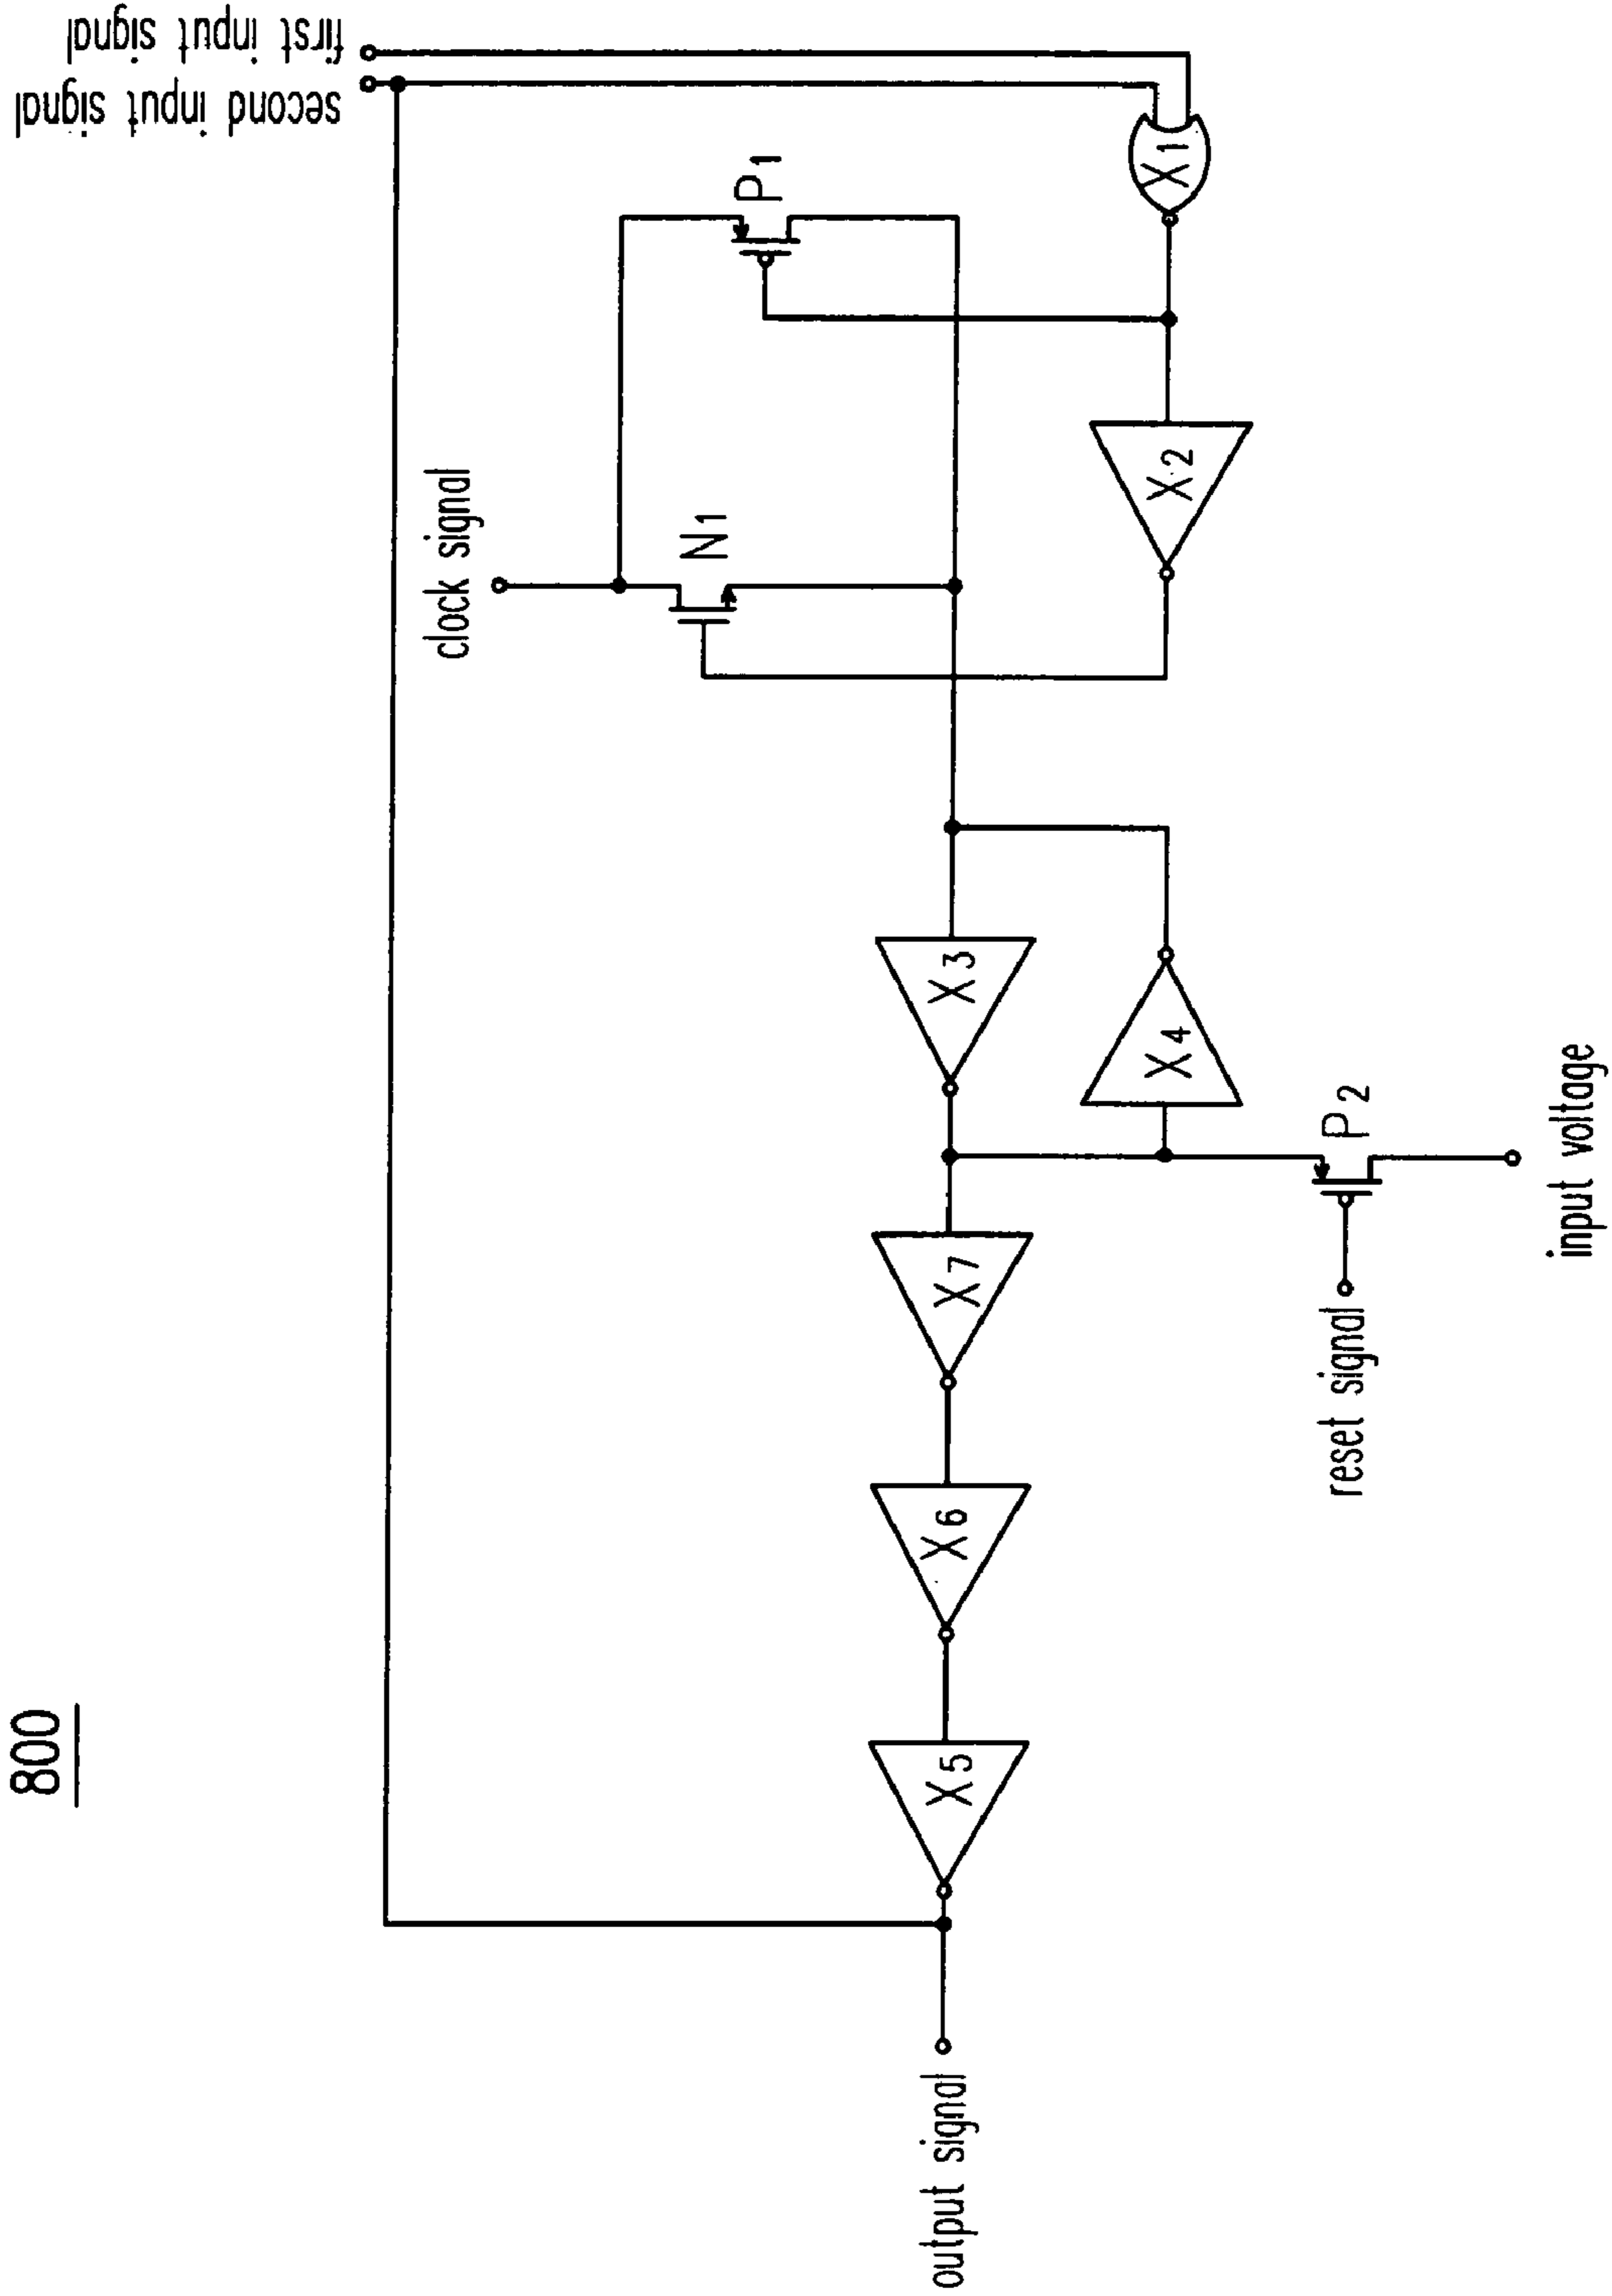 800
first input signal
second input signal
clock signal
N1
P1
X1
X2
X3
X4
X7
X6
X5
P2
reset signal
input voltage
output signal